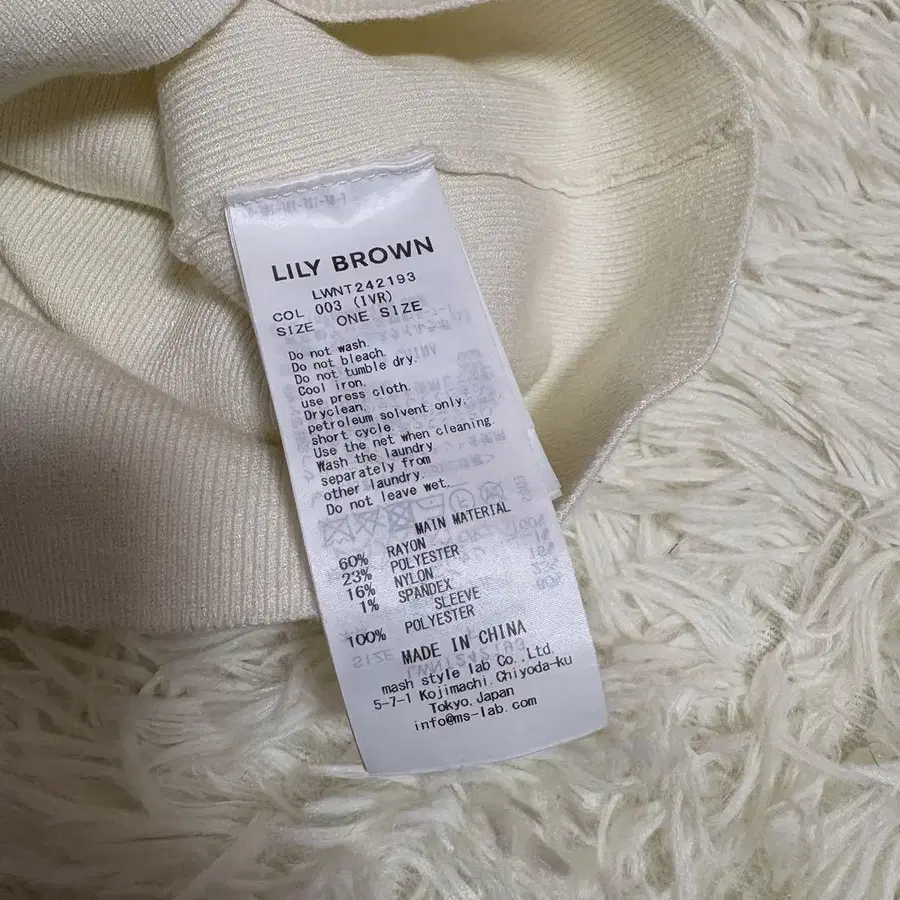 LILY BROWN
LWNT242193
COL 003 (IVR)
SIZE ONE SIZE
Do not wash.
Do not bleach.
Do not tumble dry.
Cool iron.
use press cloth.
Dryclean,
petroleum solvent only,
short cycle.
Use the net when cleaning.
Wash the laundry
separately from
other laundry.
Do not leave wet.
MAIN MATERIAL
60% RAYON
23% POLYESTER
16% NYLON
1% SPANDEX
SLEEVE
100% POLYESTER
MADE IN CHINA
mash style lab Co., Ltd.
5-7-1 Kojimachi, Chiyoda-ku
Tokyo, Japan
info@ms-lab.com